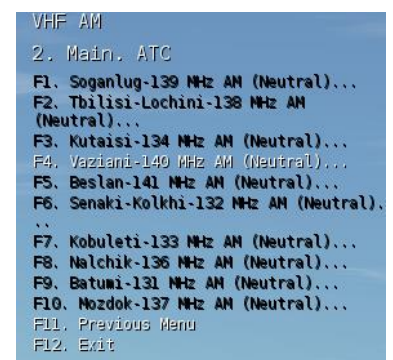 VHF AM
2. Main. ATC
F1. Soganlug-139 MHz AM (Neutral)...
F2. Tbilisi-Lochini-138 MHz AM
(Neutral)...
F3. Kutaisi-134 MHz AM (Neutral)...
F4. Vaziani-140 MHz AM (Neutral)...
F5. Beslan-141 MHz AM (Neutral)...
F6. Senaki-Kolkhi-132 MHz AM (Neutral).
..
F7. Kobuleti-133 MHz AM (Neutral)...
F8. Nalchik-136 MHz AM (Neutral)...
F9. Batumi-131 MHz AM (Neutral)...
F10. Mozdok-137 MHz AM (Neutral)...
F11. Previous Menu
F12. Exit